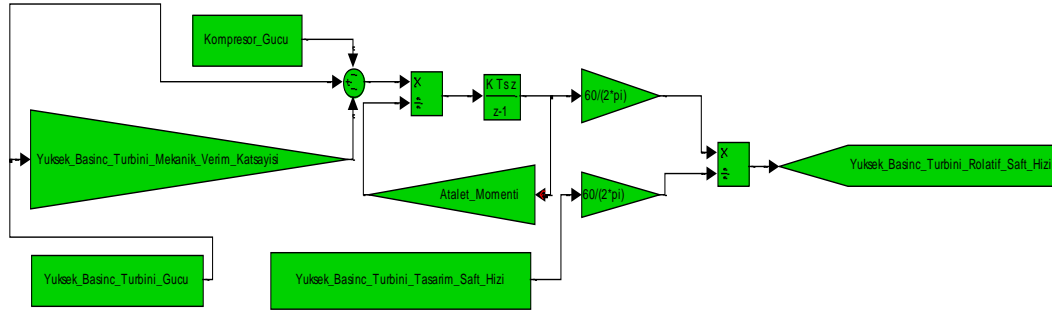 Kompresor_Gucu
K Ts z
z-1
60/(2*pi)
Yuksek_Basinc_Turbini_Mekanik_Verim_Katsayisi
Yuksek_Basinc_Turbini_Rolatif_Saft_Hizi
Atalet_Momenti
60/(2*pi)
Yuksek_Basinc_Turbini_Gucu
Yuksek_Basinc_Turbini_Tasarim_Saft_Hizi